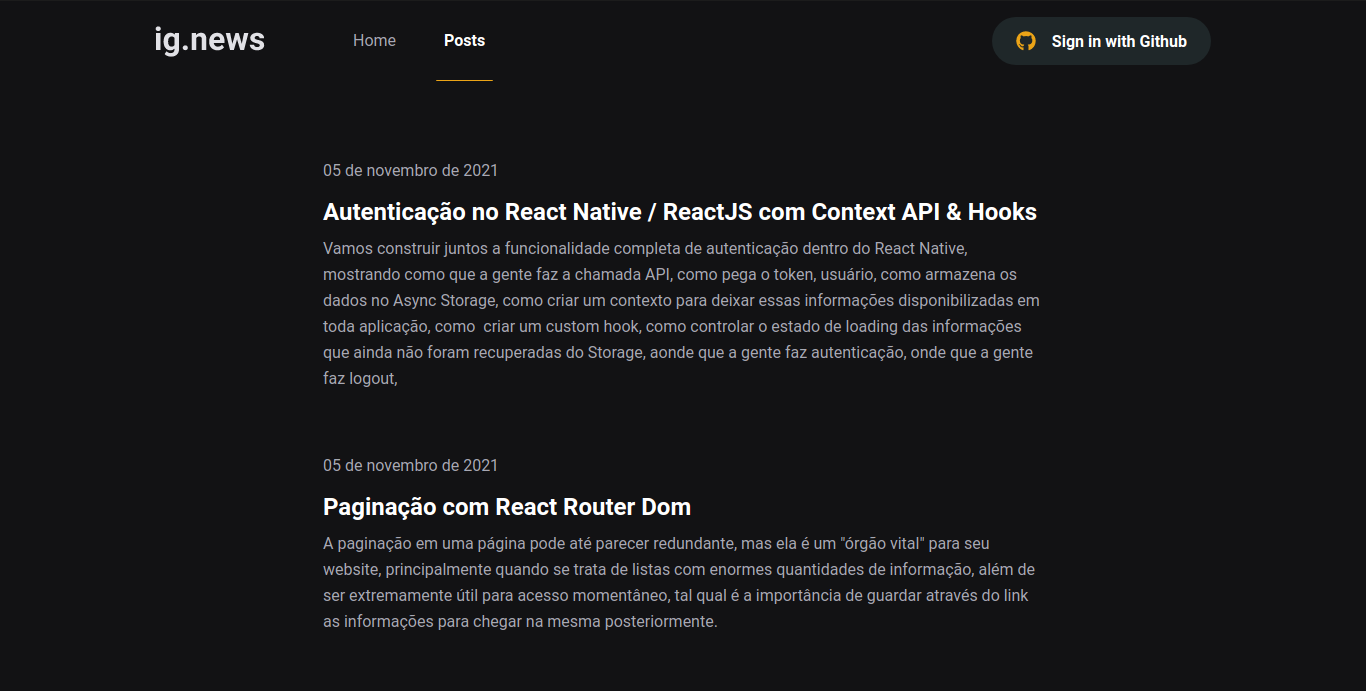 ig.news
Home
Posts
Sign in with Github
05 de novembro de 2021
Autenticação no React Native / ReactJS com Context API & Hooks
Vamos construir juntos a funcionalidade completa de autenticação dentro do React Native,
mostrando como que a gente faz a chamada API, como pega o token, usuário, como armazena os
dados no Async Storage, como criar um contexto para deixar essas informações disponibilizadas em
toda aplicação, como  criar um custom hook, como controlar o estado de loading das informações
que ainda não foram recuperadas do Storage, aonde que a gente faz autenticação, onde que a gente
faz logout,
05 de novembro de 2021
Paginação com React Router Dom
A paginação em uma página pode até parecer redundante, mas ela é um "órgão vital" para seu
website, principalmente quando se trata de listas com enormes quantidades de informação, além de
ser extremamente útil para acesso momentâneo, tal qual é a importância de guardar através do link
as informações para chegar na mesma posteriormente.